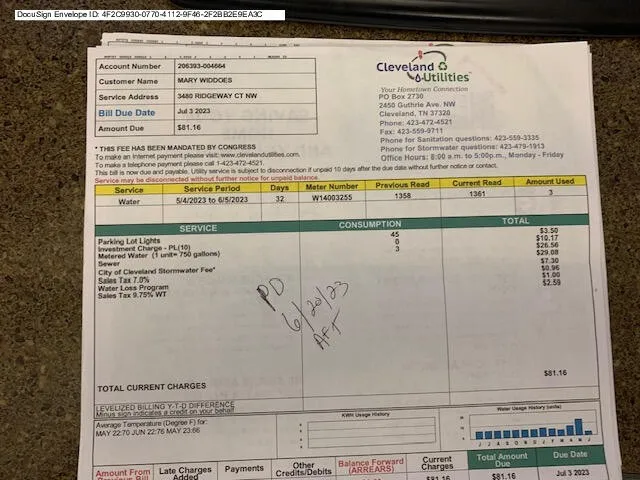 DocuSign Envelope ID: 4F2C9930-0770-4112-9F46-2F2BB2E9EA3C
Account Number 206393-004664
Customer Name MARY WIDDOES
Service Address 3480 RIDGEWAY CT NW
Bill Due Date Jul 3 2023
Amount Due $81.16
Cleveland Utilities
Your Hometown Connection
PO Box 2730
2450 Guthrie Ave. NW
Cleveland, TN 37320
Phone: 423-472-4521
Fax: 423-559-9711
Phone for Sanitation questions: 423-559-3335
Phone for Stormwater questions: 423-479-1913
Office Hours: 8:00 a.m. to 5:00p.m., Monday - Friday
* THIS FEE HAS BEEN MANDATED BY CONGRESS
To make an Internet payment please visit: www.clevelandutilities.com.
To make a telephone payment call 1-423-472-4521.
This bill is now due and payable. Utility service is subject to disconnection if unpaid 10 days after the due date without further notice or contact.
Service may be disconnected without further notice for unpaid balance.
Service Service Period Days Meter Number Previous Read Current Read Amount Used
Water 5/4/2023 to 6/5/2023 32 W14003255 1358 1361 3
SERVICE CONSUMPTION TOTAL
Parking Lot Lights 45 $3.50
Investment Charge - PL(10) 0 $10.17
Metered Water (1 unit= 750 gallons) 3 $26.56
Sewer $29.08
City of Cleveland Stormwater Fee* $7.30
Sales Tax 7.0% $0.96
Water Loss Program $1.00
Sales Tax 9.75% WT $2.59
PD
6/20/23
AFT
TOTAL CURRENT CHARGES $81.16
LEVELIZED BILLING Y-T-D DIFFERENCE
Minus sign indicates a credit on your behalf
Average Temperature (Degree F) for:
MAY 22:70 JUN 22:76 MAY 23:66
KWH Usage History
Water Usage History (units)
J J A S O N D J F M A M J
Amount From Previous Bill Late Charges Added Payments Other Credits/Debits Balance Forward (ARREARS) Current Charges Total Amount Due Due Date
$81.16 $81.16 Jul 3 2023